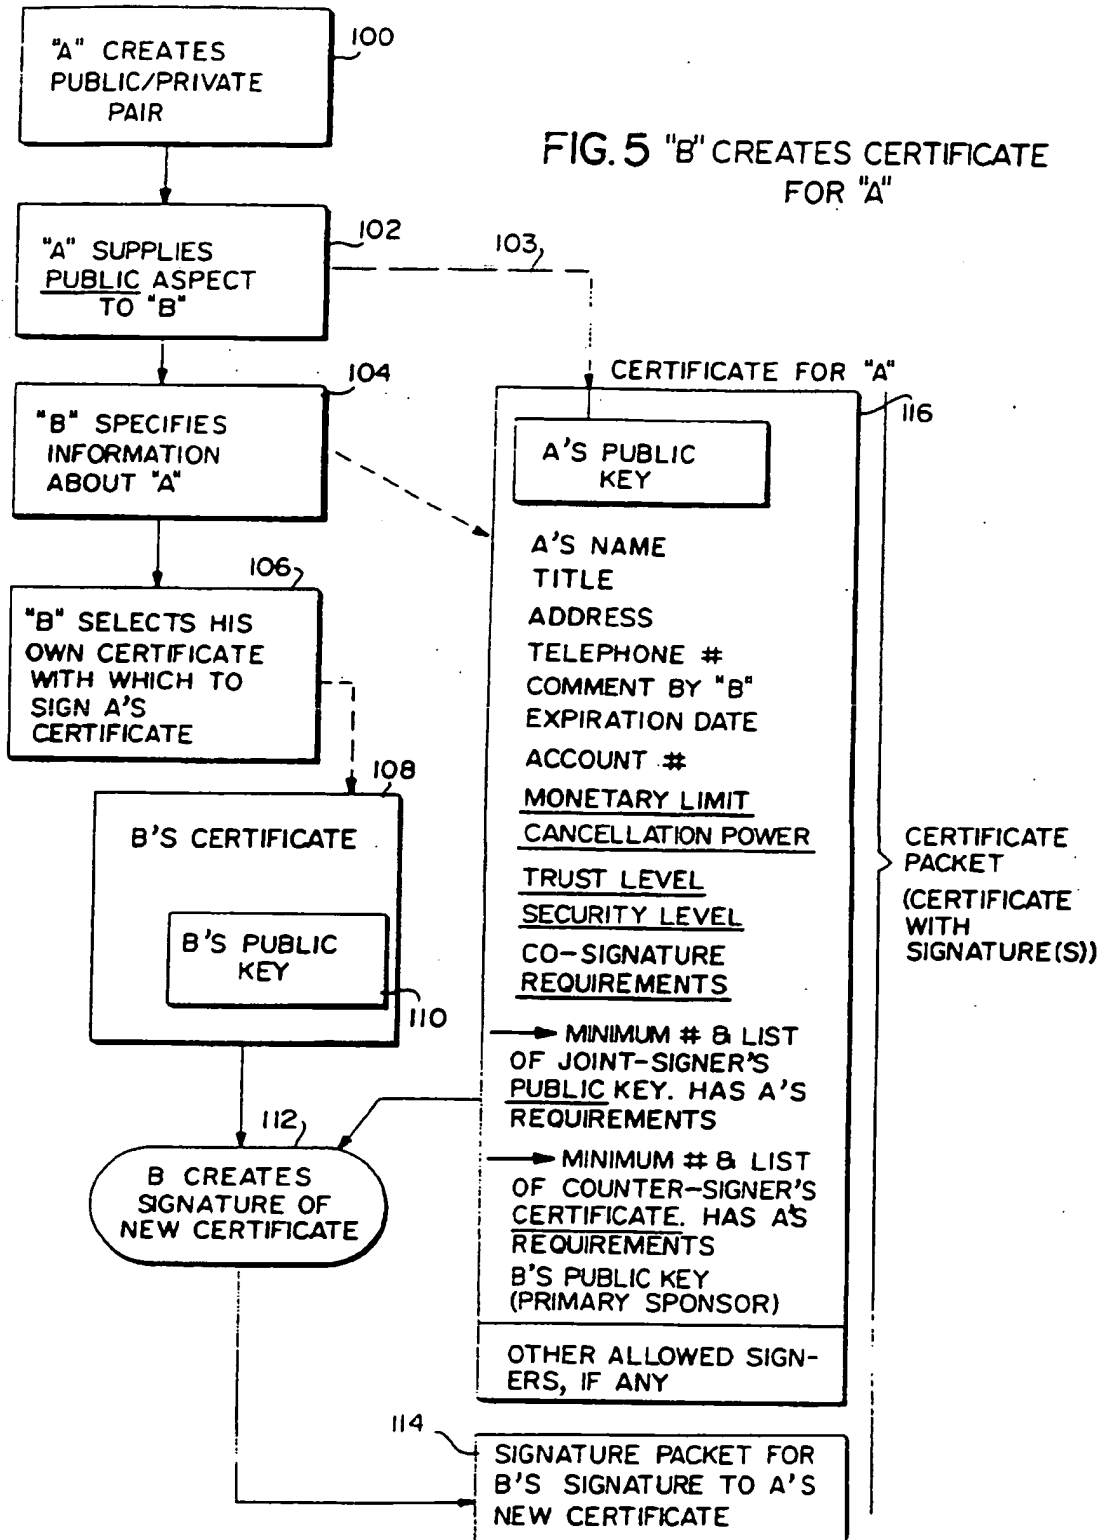 "A" CREATES
PUBLIC/PRIVATE
PAIR
100
FIG. 5 "B" CREATES CERTIFICATE
FOR "A"
"A" SUPPLIES
PUBLIC ASPECT
TO "B"
102
103
"B" SPECIFIES
INFORMATION
ABOUT "A"
104
"B" SELECTS HIS
OWN CERTIFICATE
WITH WHICH TO
SIGN A'S
CERTIFICATE
106
B'S CERTIFICATE
108
B'S PUBLIC
KEY
110
B CREATES
SIGNATURE OF
NEW CERTIFICATE
112
CERTIFICATE FOR "A"
116
A'S PUBLIC
KEY
A'S NAME
TITLE
ADDRESS
TELEPHONE #
COMMENT BY "B"
EXPIRATION DATE
ACCOUNT #
MONETARY LIMIT
CANCELLATION POWER
TRUST LEVEL
SECURITY LEVEL
CO-SIGNATURE
REQUIREMENTS
MINIMUM # & LIST
OF JOINT-SIGNER'S
PUBLIC KEY. HAS A'S
REQUIREMENTS
MINIMUM # & LIST
OF COUNTER-SIGNER'S
CERTIFICATE. HAS A'S
REQUIREMENTS
B'S PUBLIC KEY
(PRIMARY SPONSOR)
OTHER ALLOWED SIGN-
ERS, IF ANY
114
SIGNATURE PACKET FOR
B'S SIGNATURE TO A'S
NEW CERTIFICATE
CERTIFICATE
PACKET
(CERTIFICATE
WITH
SIGNATURE(S))